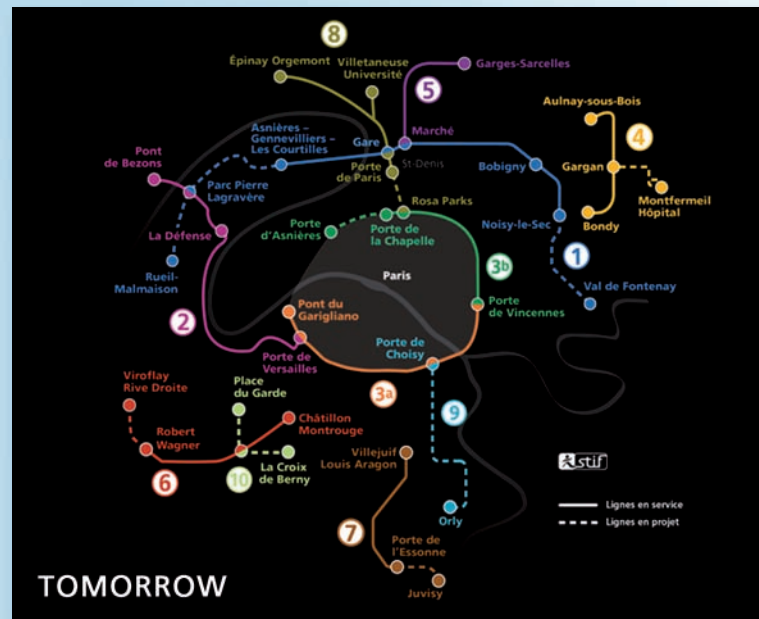 8
Épinay Orgemont
Villetaneuse
Université
Garges-Sarcelles
5
Aulnay-sous-Bois
4
Asnières –
Gennevilliers –
Les Courtilles
Gare
Marché
Pont
de Bezons
St-Denis
Porte
de Paris
Bobigny
Gargan
Parc Pierre
Lagravère
Montfermeil
Hôpital
Rosa Parks
Noisy-le-Sec
Bondy
La Défense
Porte
d'Asnières
Porte de
la Chapelle
1
3b
Rueil-
Malmaison
Paris
Val de Fontenay
Pont du
Garigliano
Porte
de Vincennes
2
Porte de
Choisy
Porte de
Versailles
Viroflay
Rive Droite
Place
du Garde
3a
9
Châtillon
Montrouge
Robert
Wagner
Villejuif
Louis Aragon
stif
La Croix
de Berny
6
10
Lignes en service
Orly
Lignes en projet
7
Porte de
l'Essonne
TOMORROW
Juvisy